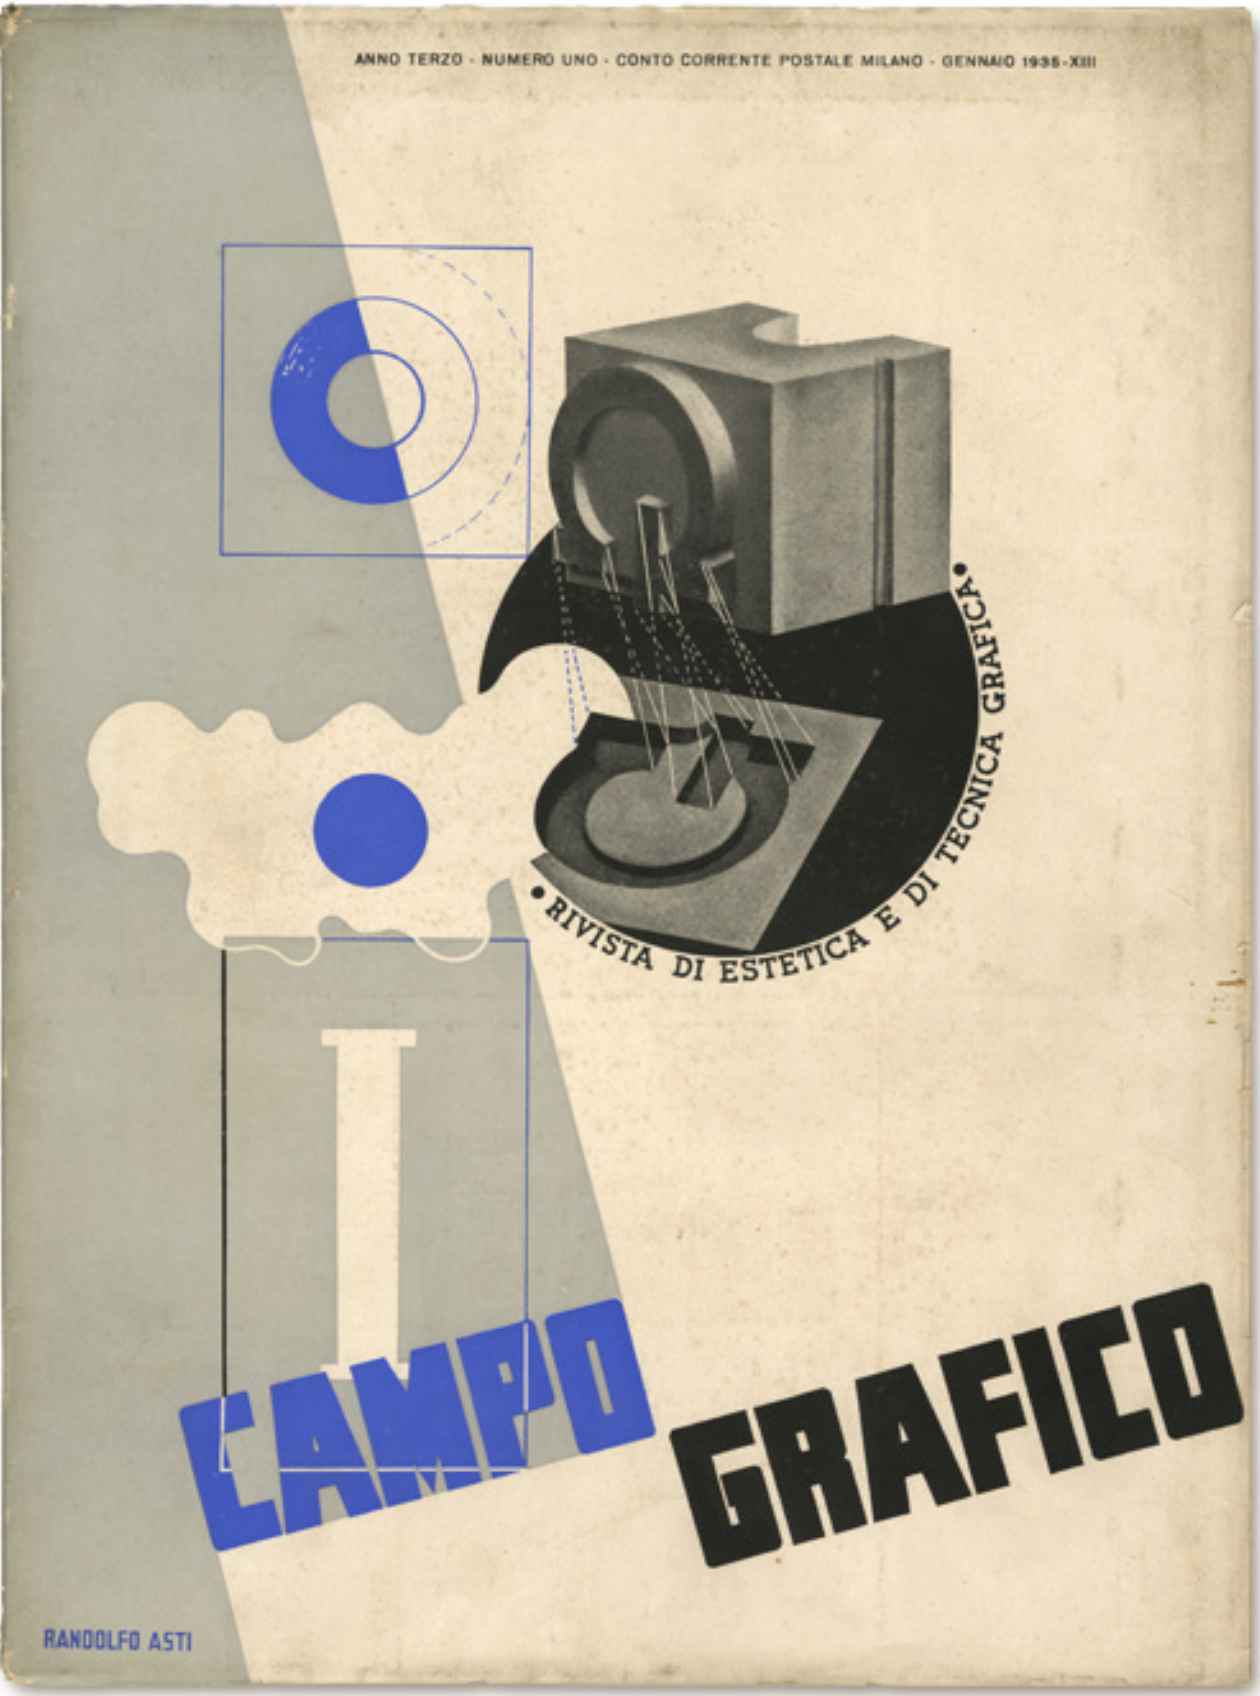 ANNO TERZO - NUMERO UNO - CONTO CORRENTE POSTALE MILANO - GENNAIO 1935-XIII
• RIVISTA DI ESTETICA E DI TECNICA GRAFICA •
CAMPO GRAFICO
RANDOLFO ASTI